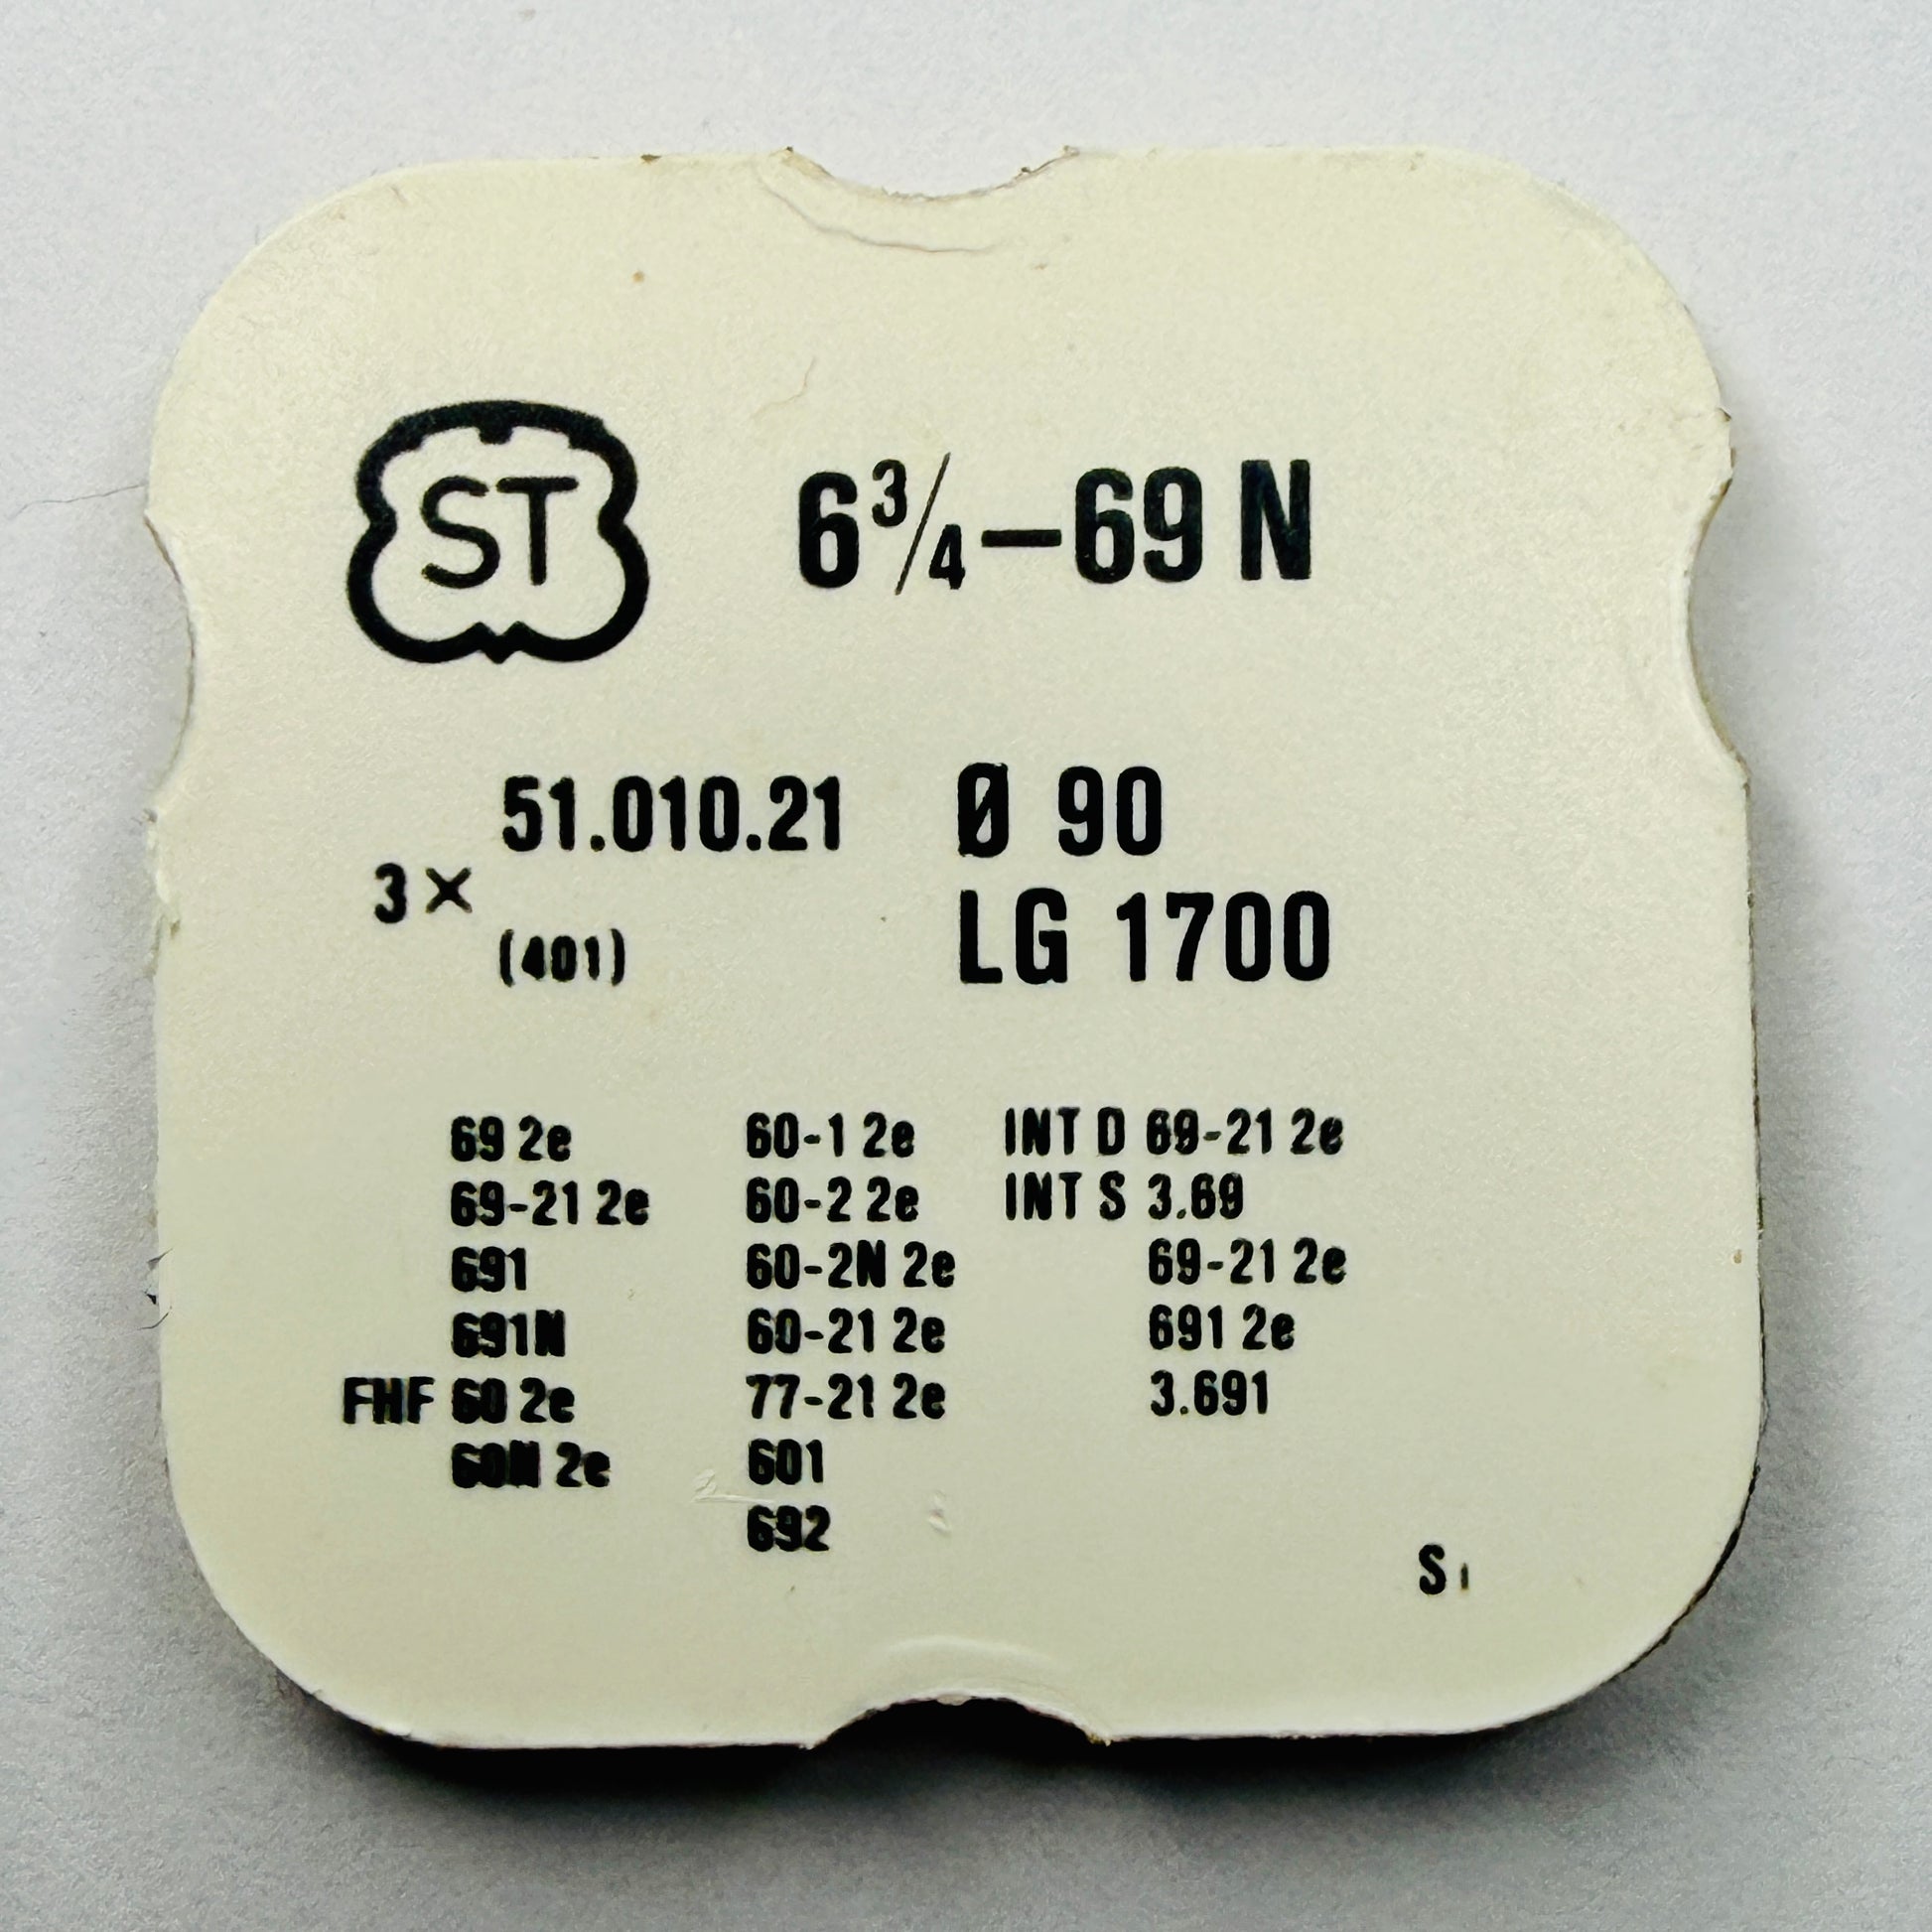 ST
6 3/4–69 N
51.010.21 Ø 90
3 ×
(401) LG 1700
69 2e 60-1 2e INT D 69-21 2e
69-21 2e 60-2 2e INT S 3.69
691 60-2N 2e 69-21 2e
691N 60-21 2e 691 2e
FHF 60 2e 77-21 2e 3.691
60N 2e 601
692
S